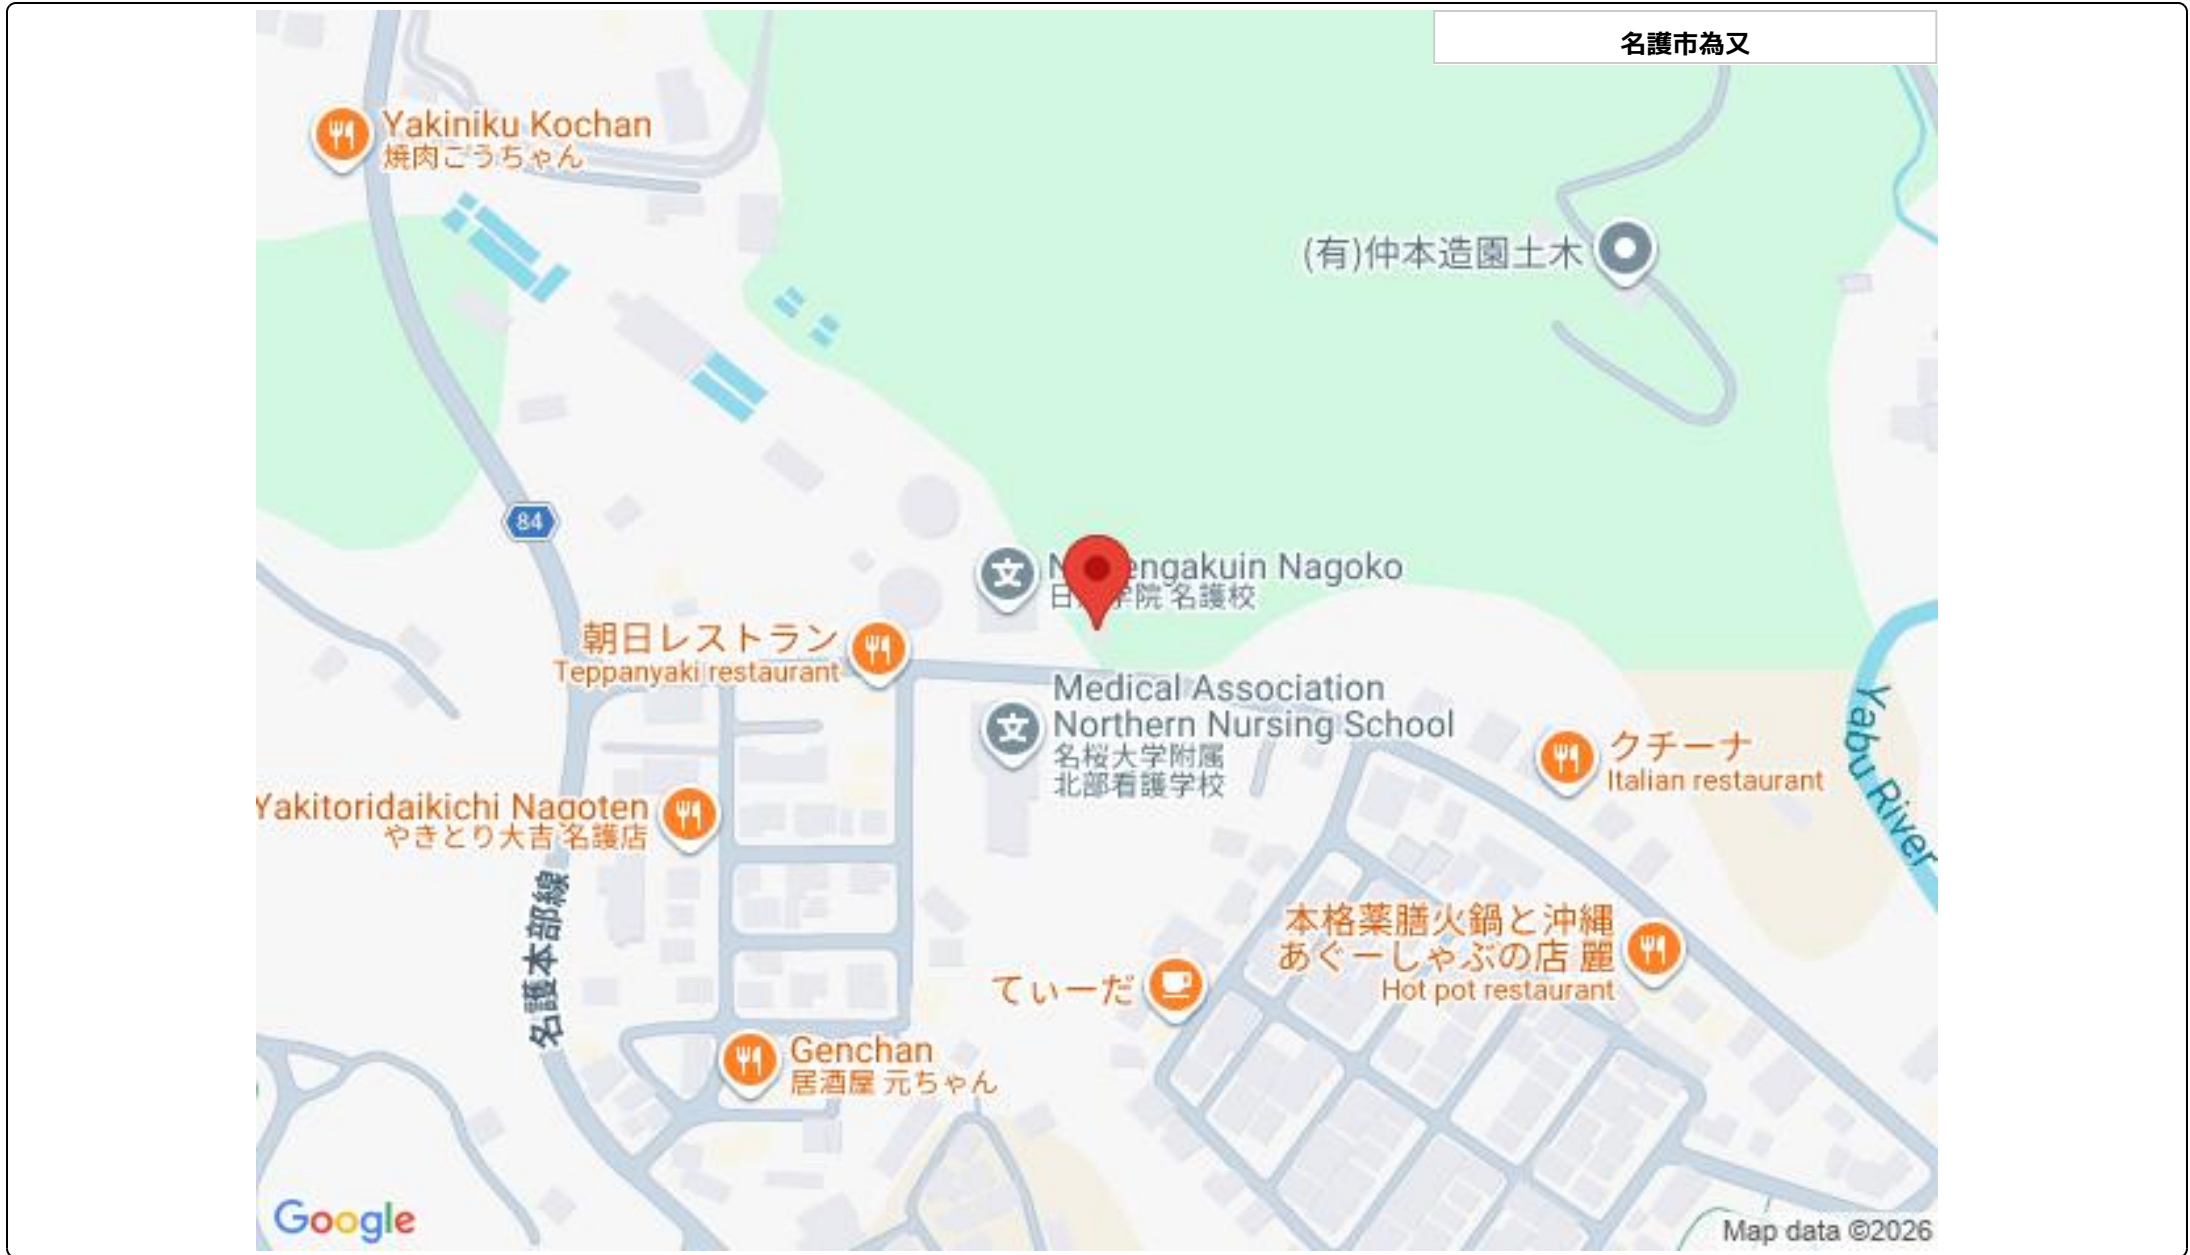 名護市為又
Yakiniku Kochan
焼肉ごうちゃん
(有)仲本造園土木
84
engakuin Nagoko
学院 名護校
朝日レストラン
Teppanyaki restaurant
Medical Association
Northern Nursing School
名桜大学附属
北部看護学校
クチーナ
Italian restaurant
Yabu River
Yakitoridaikichi Nagoten
やきとり大吉 名護店
名護本部線
本格薬膳火鍋と沖縄
あぐーしゃぶの店 麗
Hot pot restaurant
てぃーだ
Genchan
居酒屋 元ちゃん
Google
Map data ©2026